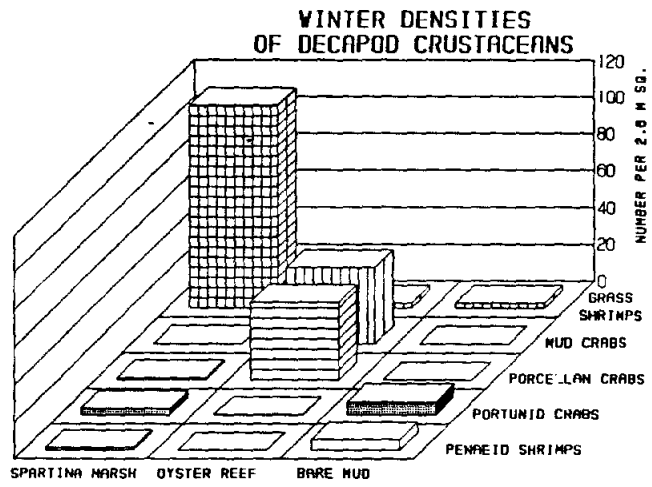 WINTER DENSITIES
OF DECAPOD CRUSTACEANS
120
100
80
60
40
20
0
NUMBER PER 2.6 M SQ.
GRASS
SHRIMPS
MUD CRABS
PORCELLAN CRABS
PORTUNID CRABS
PENAEID SHRIMPS
SPARTINA MARSH OYSTER REEF BARE MUD